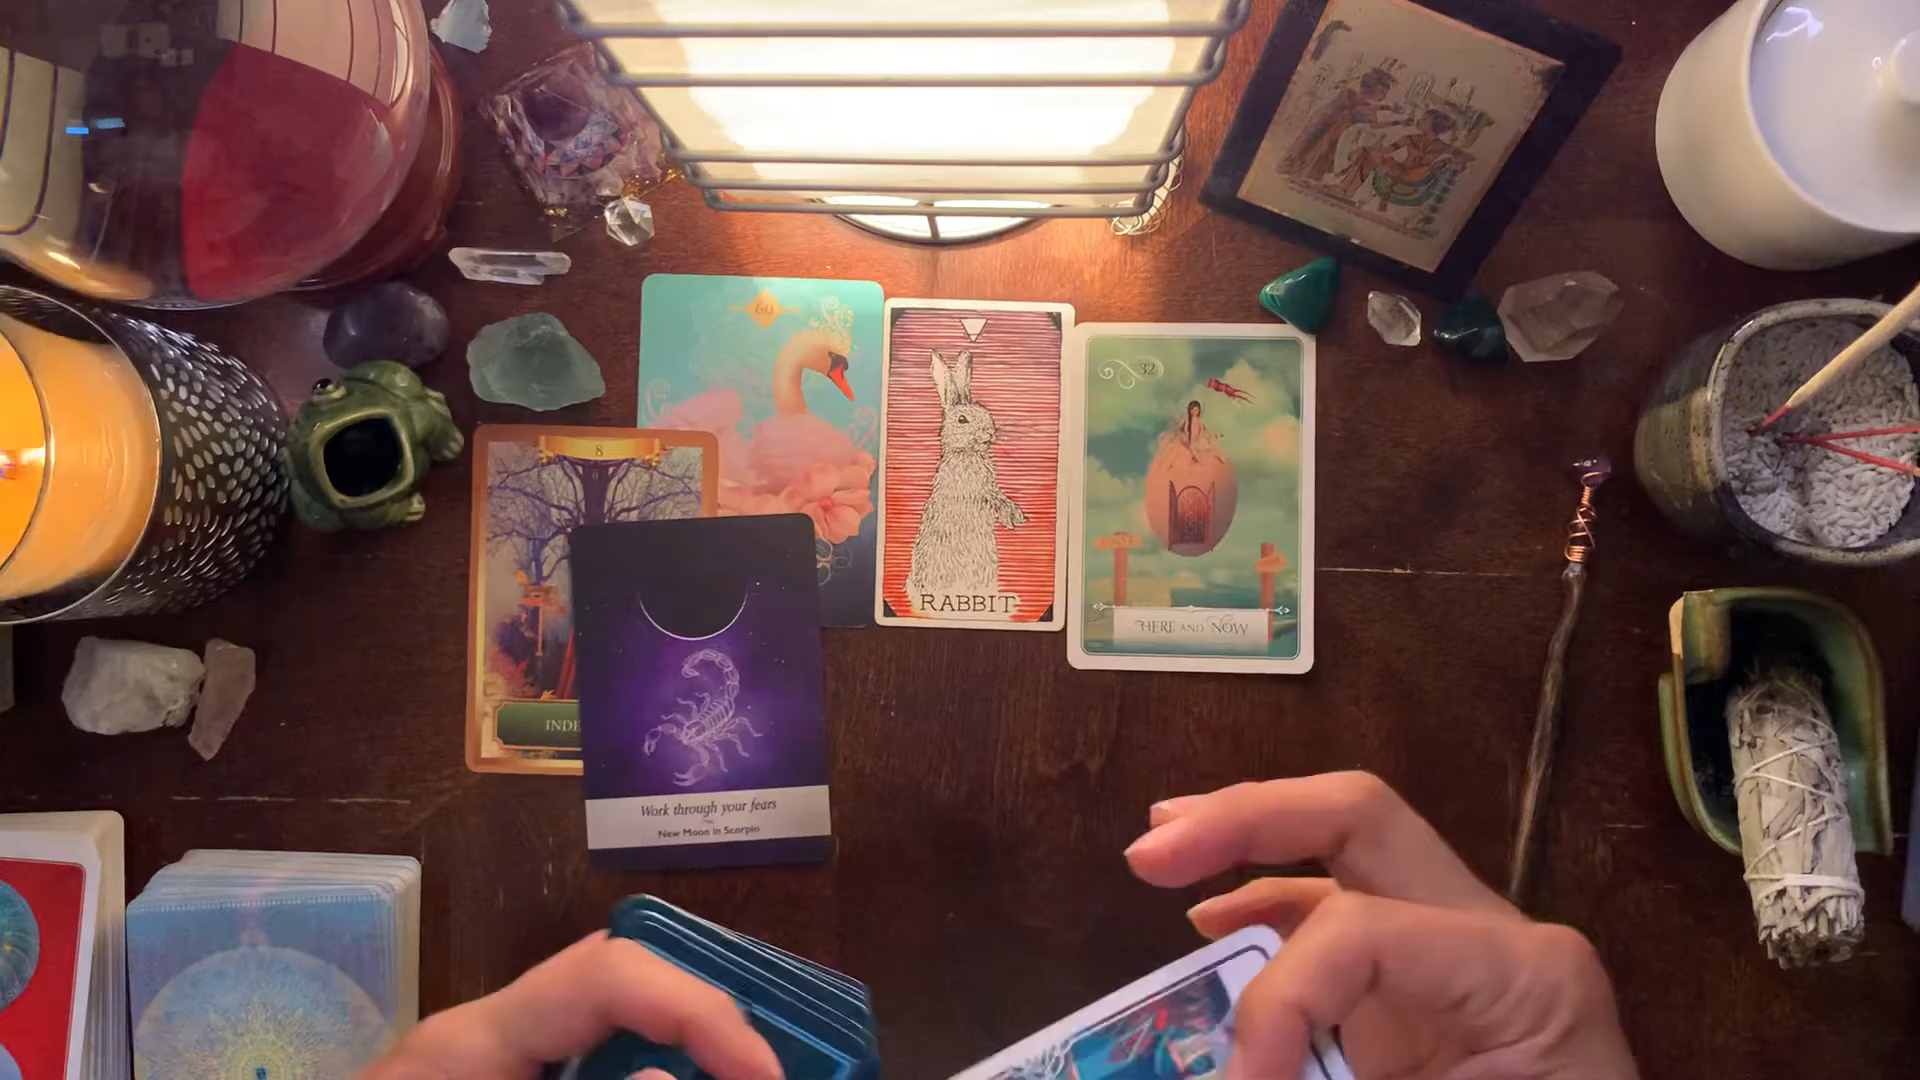 60
RABBIT
32
HERE AND NOW
8
INDE
Work through your fears
New Moon in Scorpio